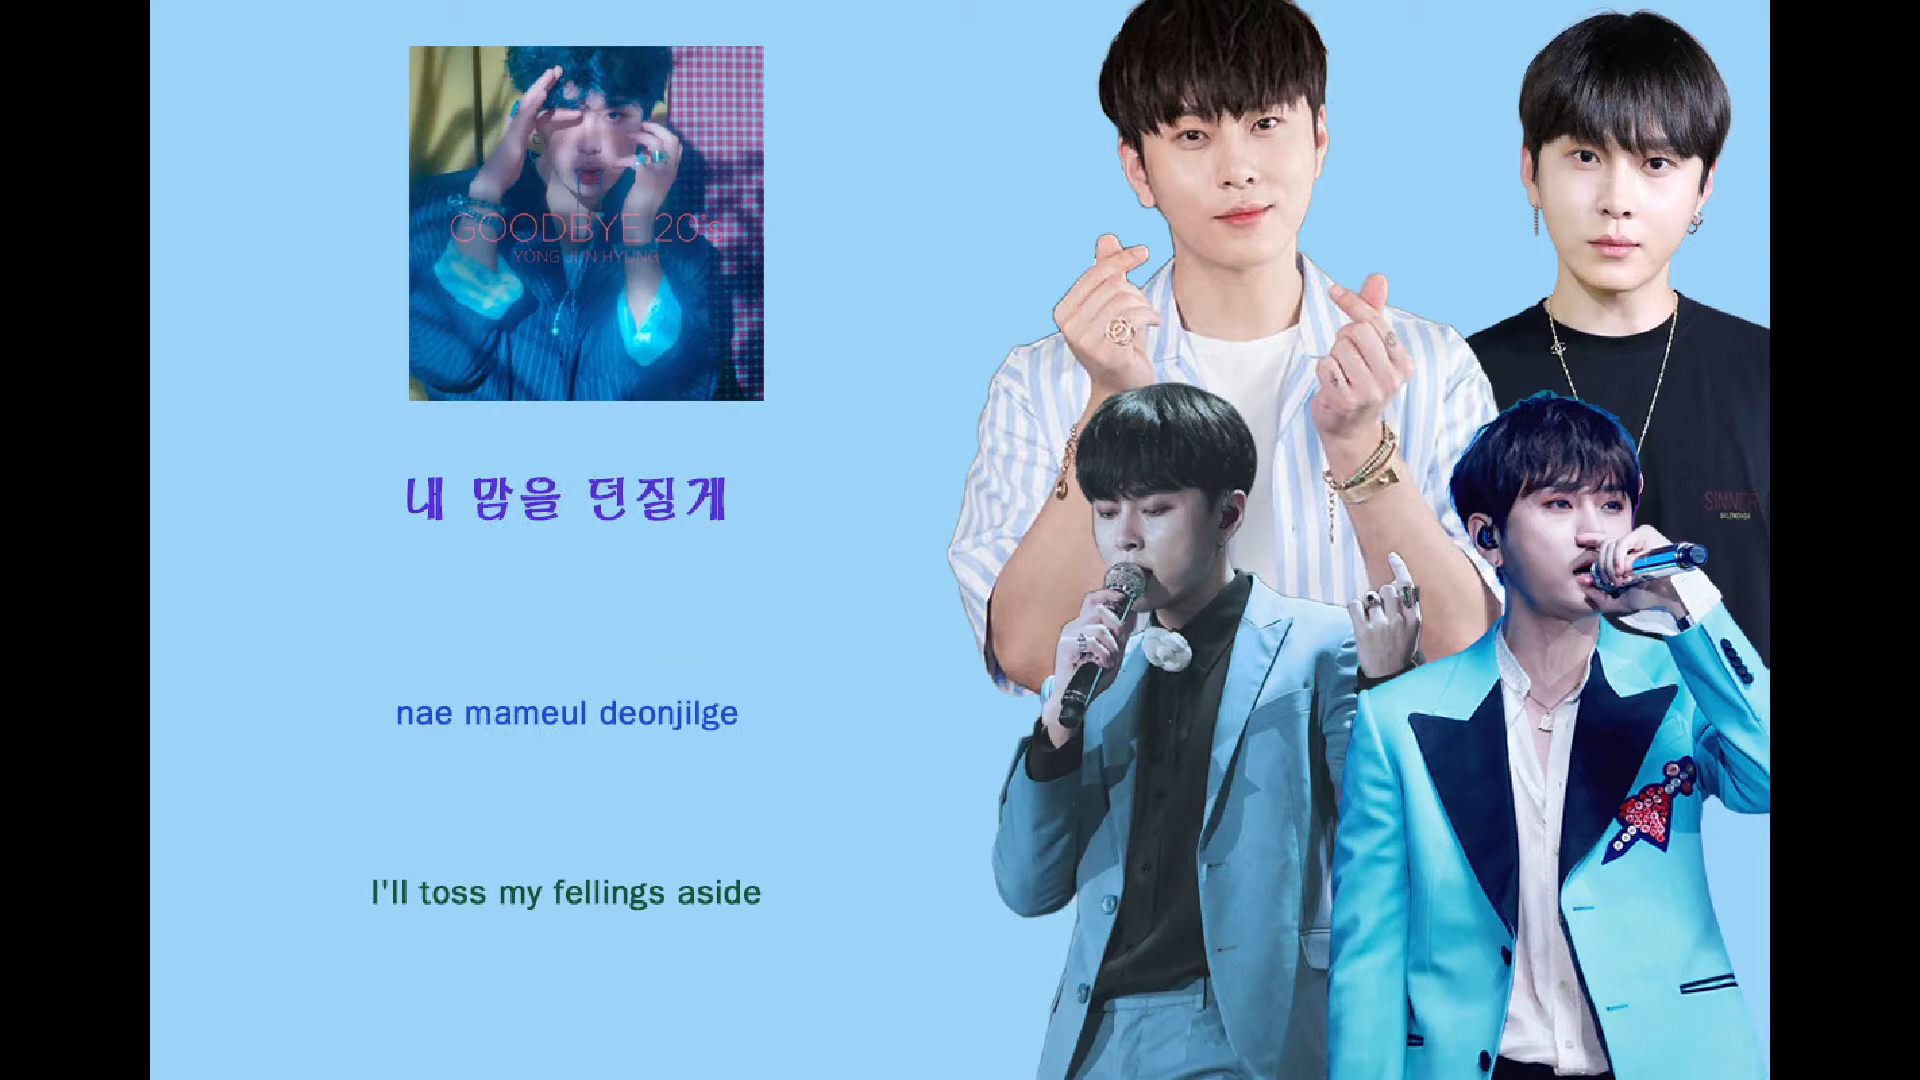 GOODBYE 20's
YONG JUN HYUNG
내 맘을 던질게
nae mameul deonjilge
I'll toss my fellings aside
SINNER
BALENCIAGA